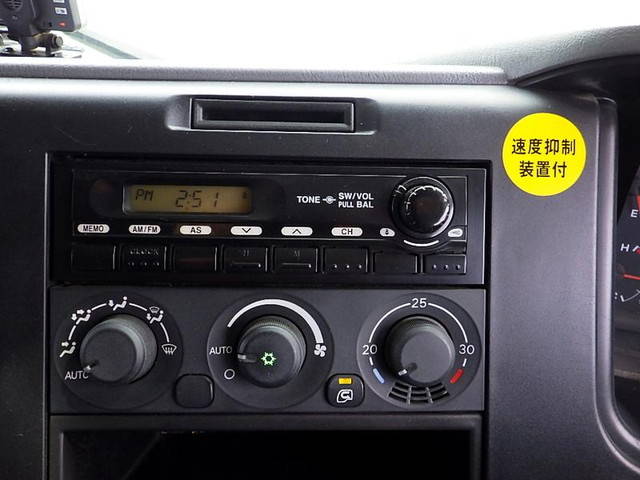 速度抑制
装置付
PM 2:51
TONE
SW/VOL
PULL BAL
MEMO AM/FM AS CH
CLOCK H M
AUTO
AUTO
25
20 30
E
H